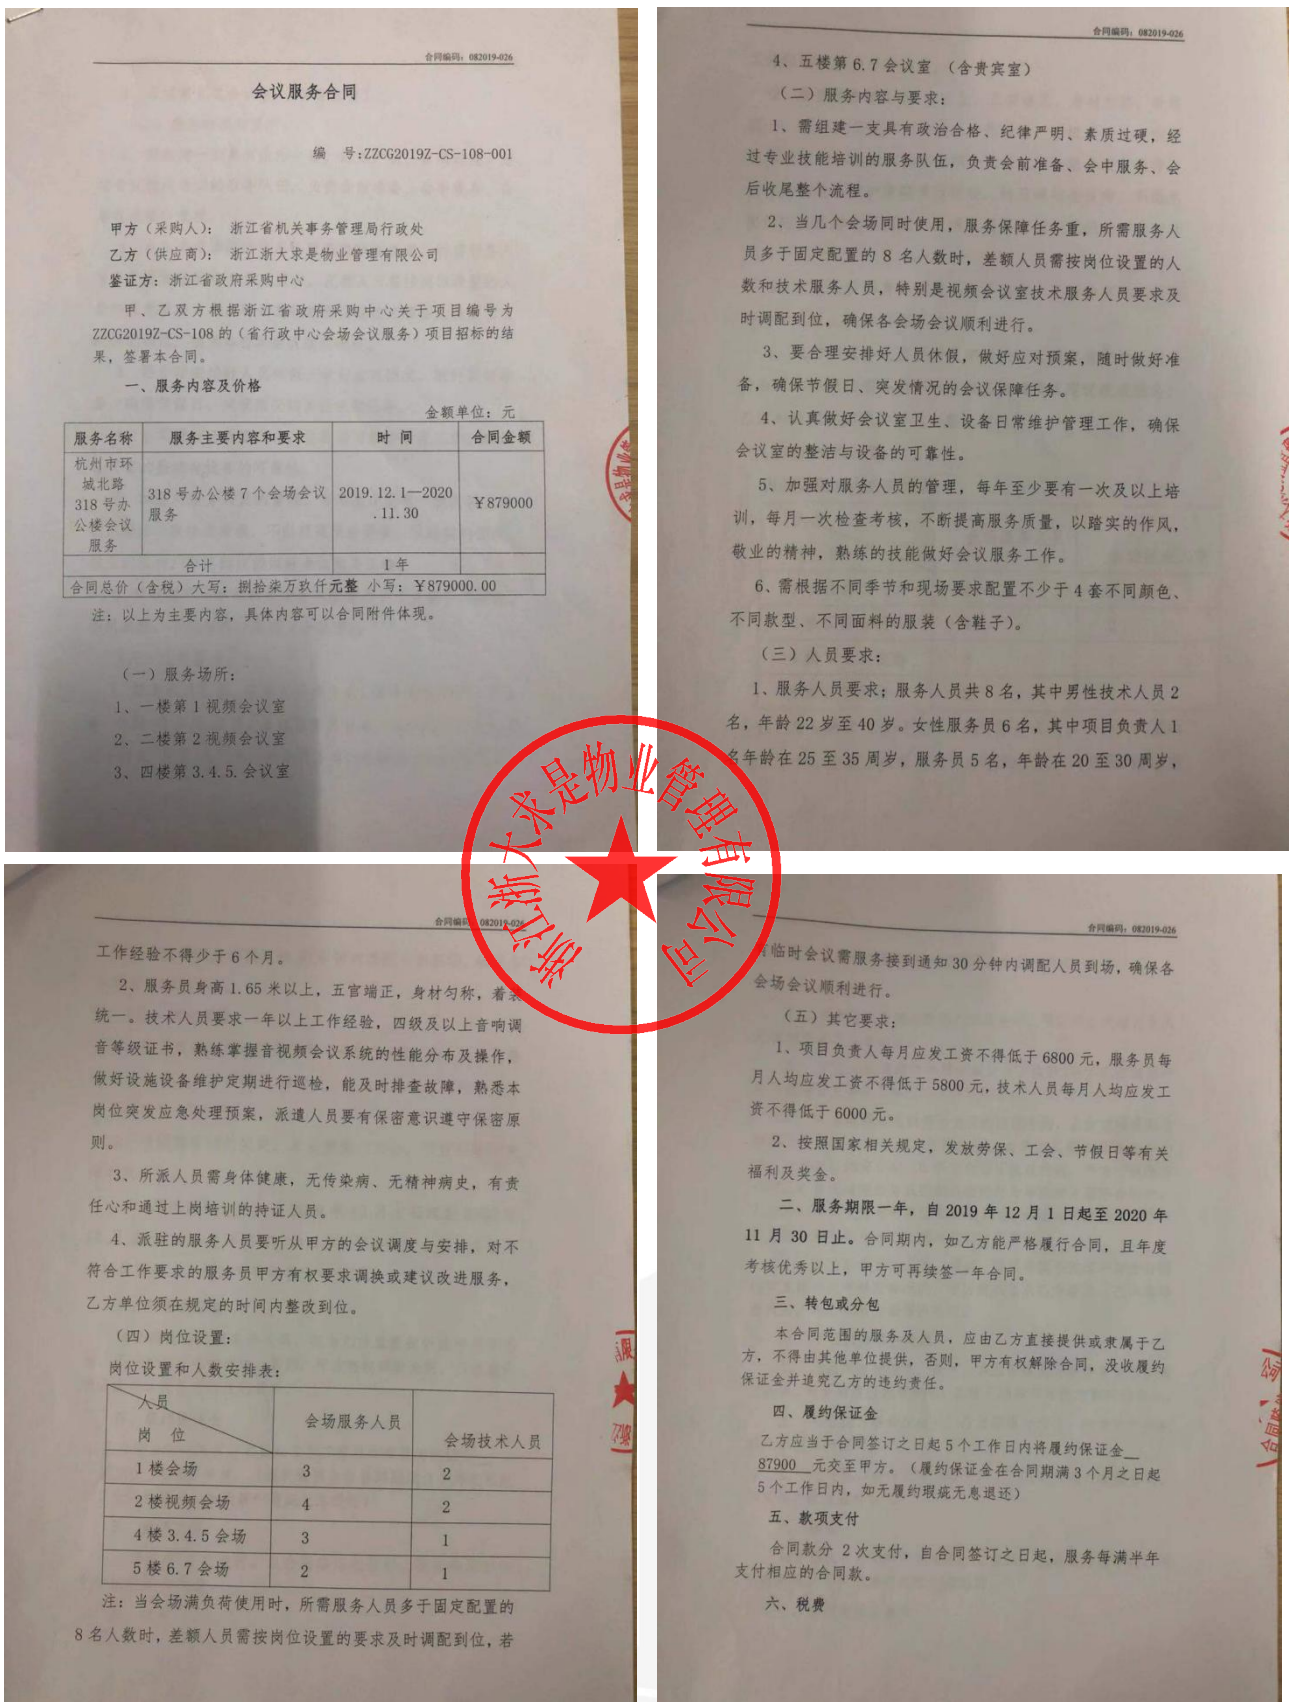 合同编码: 082019-026
会议服务合同
编 号:ZZCG2019Z-CS-108-001
甲方（采购人）: 浙江省机关事务管理局行政处
乙方（供应商）: 浙江浙大求是物业管理有限公司
鉴证方: 浙江省政府采购中心
甲、乙双方根据浙江省政府采购中心关于项目编号为
ZZCG2019Z-CS-108 的（省行政中心会场会议服务）项目招标的结
果, 签署本合同。
一、服务内容及价格
金额单位: 元
服务名称 服务主要内容和要求 时 间 合同金额
杭州市环
城北路
318 号办
公楼会议
服务
318 号办公楼 7 个会场会议
服务
2019.12.1—2020
.11.30
￥879000
合计 1 年
合同总价（含税）大写: 捌拾柒万玖仟元整 小写: ￥879000.00
注: 以上为主要内容, 具体内容可以合同附件体现。
（一）服务场所:
1、一楼第 1 视频会议室
2、二楼第 2 视频会议室
3、四楼第 3.4.5.会议室
合同编码: 082019-026
4、五楼第 6.7 会议室 （含贵宾室）
（二）服务内容与要求:
1、需组建一支具有政治合格、纪律严明、素质过硬, 经
过专业技能培训的服务队伍, 负责会前准备、会中服务、会
后收尾整个流程。
2、当几个会场同时使用, 服务保障任务重, 所需服务人
员多于固定配置的 8 名人数时, 差额人员需按岗位设置的人
数和技术服务人员, 特别是视频会议室技术服务人员要求及
时调配到位, 确保各会场会议顺利进行。
3、要合理安排好人员休假, 做好应对预案, 随时做好准
备, 确保节假日、突发情况的会议保障任务。
4、认真做好会议室卫生、设备日常维护管理工作, 确保
会议室的整洁与设备的可靠性。
5、加强对服务人员的管理, 每年至少要有一次及以上培
训, 每月一次检查考核, 不断提高服务质量, 以踏实的作风,
敬业的精神, 熟练的技能做好会议服务工作。
6、需根据不同季节和现场要求配置不少于 4 套不同颜色、
不同款型、不同面料的服装（含鞋子）。
（三）人员要求:
1、服务人员要求; 服务人员共 8 名, 其中男性技术人员 2
名, 年龄 22 岁至 40 岁。女性服务员 6 名, 其中项目负责人 1
名年龄在 25 至 35 周岁, 服务员 5 名, 年龄在 20 至 30 周岁,
浙江浙大求是物业管理有限公司
合同编码: 082019-026
工作经验不得少于 6 个月。
2、服务员身高 1.65 米以上, 五官端正, 身材匀称, 着装
统一。技术人员要求一年以上工作经验, 四级及以上音响调
音等级证书, 熟练掌握音视频会议系统的性能分布及操作,
做好设施设备维护定期进行巡检, 能及时排查故障, 熟悉本
岗位突发应急处理预案, 派遣人员要有保密意识遵守保密原
则。
3、所派人员需身体健康, 无传染病、无精神病史, 有责
任心和通过上岗培训的持证人员。
4、派驻的服务人员要听从甲方的会议调度与安排, 对不
符合工作要求的服务员甲方有权要求调换或建议改进服务,
乙方单位须在规定的时间内整改到位。
（四）岗位设置:
岗位设置和人数安排表:
人员
岗 位
会场服务人员 会场技术人员
1 楼会场 3 2
2 楼视频会场 4 2
4 楼 3.4.5 会场 3 1
5 楼 6.7 会场 2 1
注: 当会场满负荷使用时, 所需服务人员多于固定配置的
8 名人数时, 差额人员需按岗位设置的要求及时调配到位, 若
合同编码: 082019-026
临时会议需服务接到通知 30 分钟内调配人员到场, 确保各
会场会议顺利进行。
（五）其它要求:
1、项目负责人每月应发工资不得低于 6800 元, 服务员每
月人均应发工资不得低于 5800 元, 技术人员每月人均应发工
资不得低于 6000 元。
2、按照国家相关规定, 发放劳保、工会、节假日等有关
福利及奖金。
二、服务期限一年, 自 2019 年 12 月 1 日起至 2020 年
11 月 30 日止。合同期内, 如乙方能严格履行合同, 且年度
考核优秀以上, 甲方可再续签一年合同。
三、转包或分包
本合同范围的服务及人员, 应由乙方直接提供或隶属于乙
方, 不得由其他单位提供, 否则, 甲方有权解除合同, 没收履约
保证金并追究乙方的违约责任。
四、履约保证金
乙方应当于合同签订之日起 5 个工作日内将履约保证金
87900 元交至甲方。（履约保证金在合同期满 3 个月之日起
5 个工作日内, 如无履约瑕疵无息退还）
五、款项支付
合同款分 2 次支付, 自合同签订之日起, 服务每满半年
支付相应的合同款。
六、税费